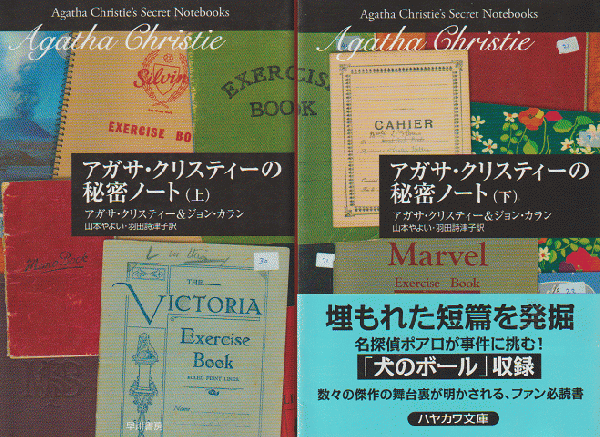 Agatha Christie's Secret Notebooks
Agatha Christie
Silvine
EXERCISE BO
EXERCISE
BOOK
アガサ・クリスティーの
秘密ノート(上)
アガサ・クリスティー&ジョン・カラン
山本やよい・羽田詩津子訳
30
THE
VICTORIA
Exercise
Book
Name
早川書房
Agatha Christie's Secret Notebooks
Agatha Christie
21
CAHIER
アガサ・クリスティーの
秘密ノート(下)
アガサ・クリスティー&ジョン・カラン
山本やよい・羽田詩津子訳
Marvel
Exercise Book
23
埋もれた短篇を発掘
名探偵ポアロが事件に挑む!
「犬のボール」収録
数々の傑作の舞台裏が明かされる、ファン必読書
ハヤカワ文庫